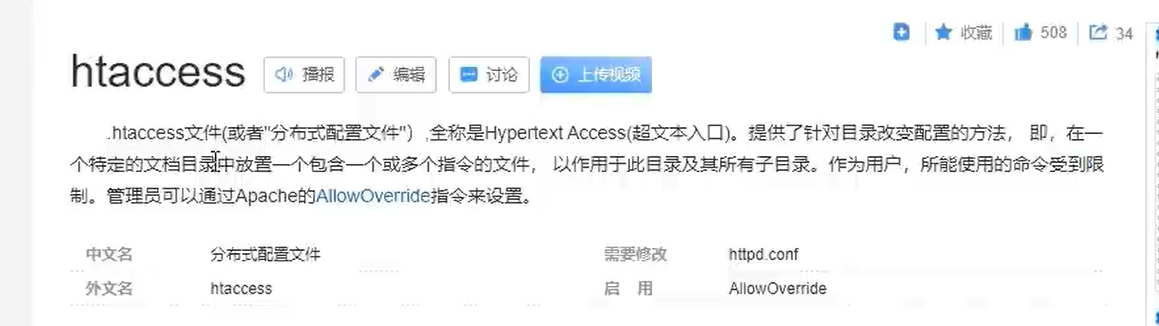 收藏 508 34
htaccess 播报 编辑 讨论 上传视频
.htaccess文件(或者"分布式配置文件"）,全称是Hypertext Access(超文本入口)。提供了针对目录改变配置的方法， 即，在一
个特定的文档目录中放置一个包含一个或多个指令的文件， 以作用于此目录及其所有子目录。作为用户，所能使用的命令受到限
制。管理员可以通过Apache的AllowOverride指令来设置。
中文名 分布式配置文件 需要修改 httpd.conf
外文名 htaccess 启 用 AllowOverride